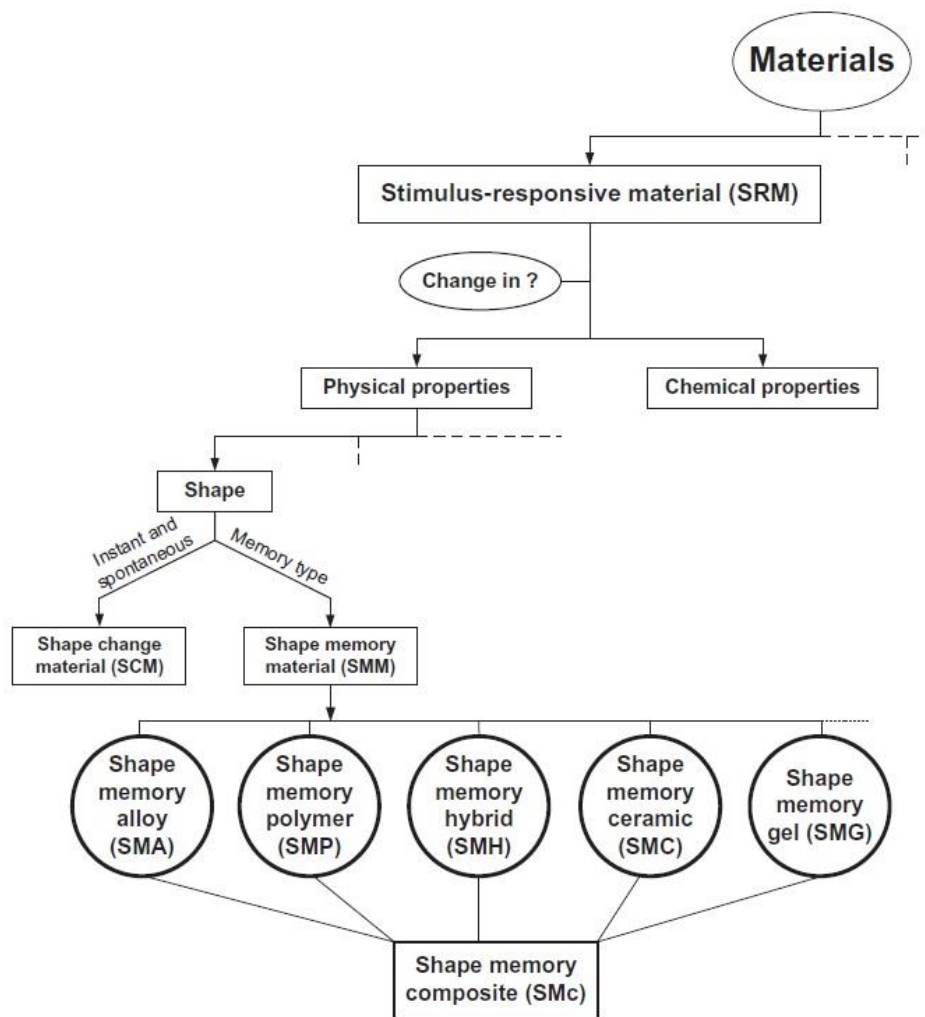 Materials
Stimulus-responsive material (SRM)
Change in ?
Physical properties
Chemical properties
Shape
Instant and
spontaneous
Memory type
Shape change
material (SCM)
Shape memory
material (SMM)
Shape
memory
alloy
(SMA)
Shape
memory
polymer
(SMP)
Shape
memory
hybrid
(SMH)
Shape
memory
ceramic
(SMC)
Shape
memory
gel (SMG)
Shape memory
composite (SMc)